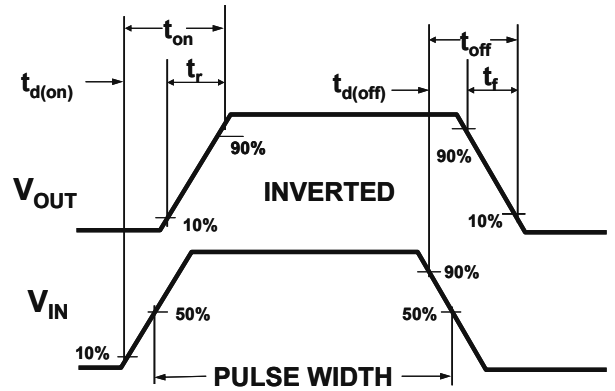 t_on
t_off
t_d(on)
t_r
t_d(off)
t_f
90%
90%
V_OUT
INVERTED
10%
10%
90%
V_IN
50%
50%
10%
PULSE WIDTH